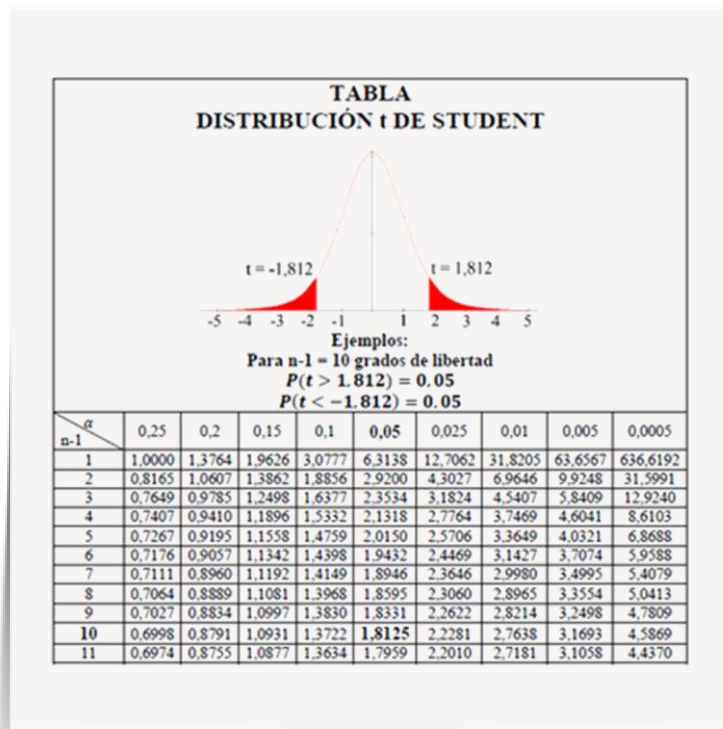 TABLA
DISTRIBUCIÓN t DE STUDENT
t = -1,812 t = 1,812
-5 -4 -3 -2 -1 1 2 3 4 5
Ejemplos:
Para n-1 = 10 grados de libertad
P(t > 1.812) = 0.05
P(t < −1.812) = 0.05
α n-1 0,25 0,2 0,15 0,1 0,05 0,025 0,01 0,005 0,0005
1 1,0000 1,3764 1,9626 3,0777 6,3138 12,7062 31,8205 63,6567 636,6192
2 0,8165 1,0607 1,3862 1,8856 2,9200 4,3027 6,9646 9,9248 31,5991
3 0,7649 0,9785 1,2498 1,6377 2,3534 3,1824 4,5407 5,8409 12,9240
4 0,7407 0,9410 1,1896 1,5332 2,1318 2,7764 3,7469 4,6041 8,6103
5 0,7267 0,9195 1,1558 1,4759 2,0150 2,5706 3,3649 4,0321 6,8688
6 0,7176 0,9057 1,1342 1,4398 1,9432 2,4469 3,1427 3,7074 5,9588
7 0,7111 0,8960 1,1192 1,4149 1,8946 2,3646 2,9980 3,4995 5,4079
8 0,7064 0,8889 1,1081 1,3968 1,8595 2,3060 2,8965 3,3554 5,0413
9 0,7027 0,8834 1,0997 1,3830 1,8331 2,2622 2,8214 3,2498 4,7809
10 0,6998 0,8791 1,0931 1,3722 1,8125 2,2281 2,7638 3,1693 4,5869
11 0,6974 0,8755 1,0877 1,3634 1,7959 2,2010 2,7181 3,1058 4,4370